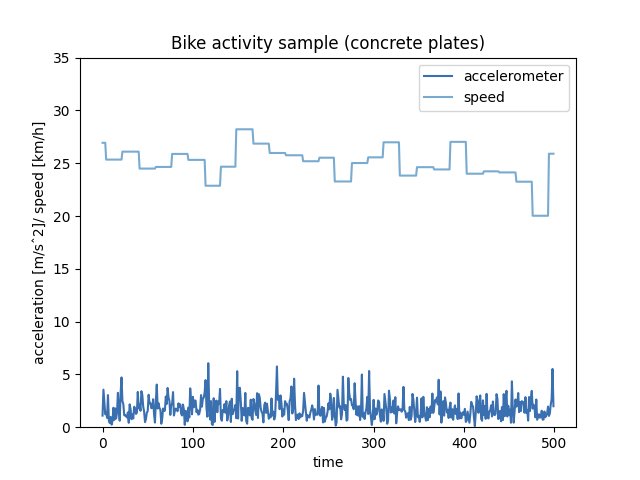 Bike activity sample (concrete plates)
accelerometer
speed
acceleration [m/sˆ2]/ speed [km/h]
35
30
25
20
15
10
5
0
0 100 200 300 400 500
time